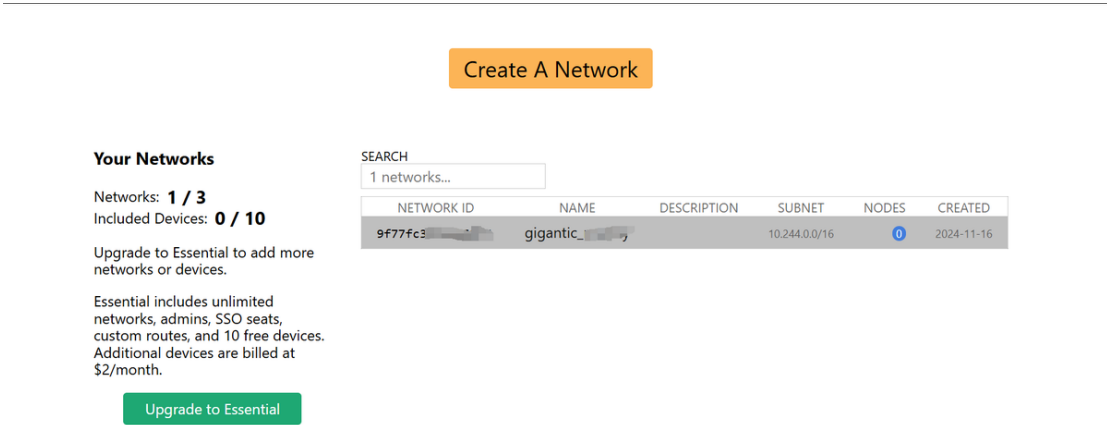 Create A Network
Your Networks
Networks: 1 / 3
Included Devices: 0 / 10
Upgrade to Essential to add more
networks or devices.
Essential includes unlimited
networks, admins, SSO seats,
custom routes, and 10 free devices.
Additional devices are billed at
$2/month.
Upgrade to Essential
SEARCH
1 networks...
NETWORK ID NAME DESCRIPTION SUBNET NODES CREATED
9f77fc3 gigantic_ 10.244.0.0/16 0 2024-11-16